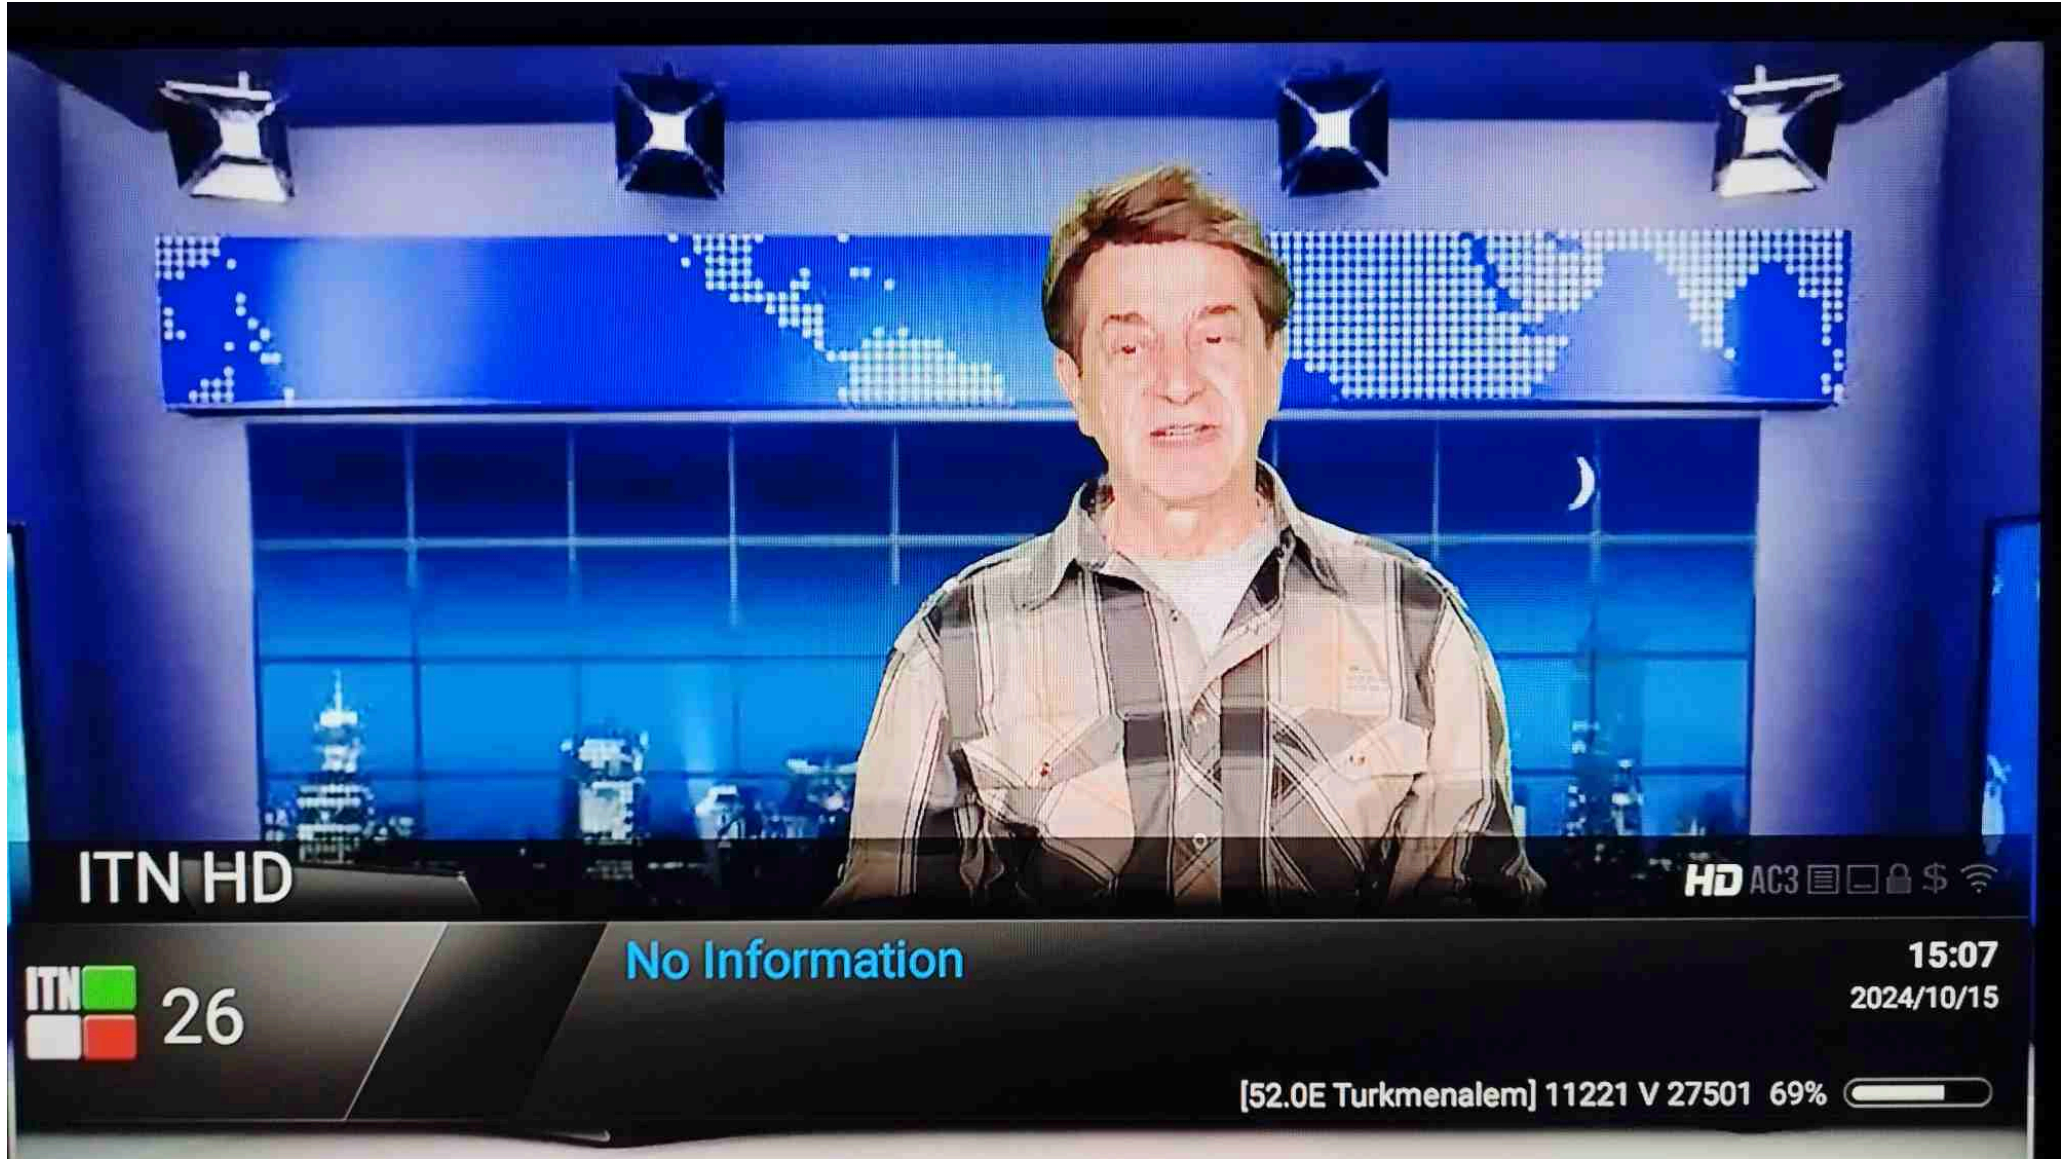 ITN HD
HD AC3 $
ITN
26
No Information
15:07
2024/10/15
[52.0E Turkmenalem] 11221 V 27501 69%